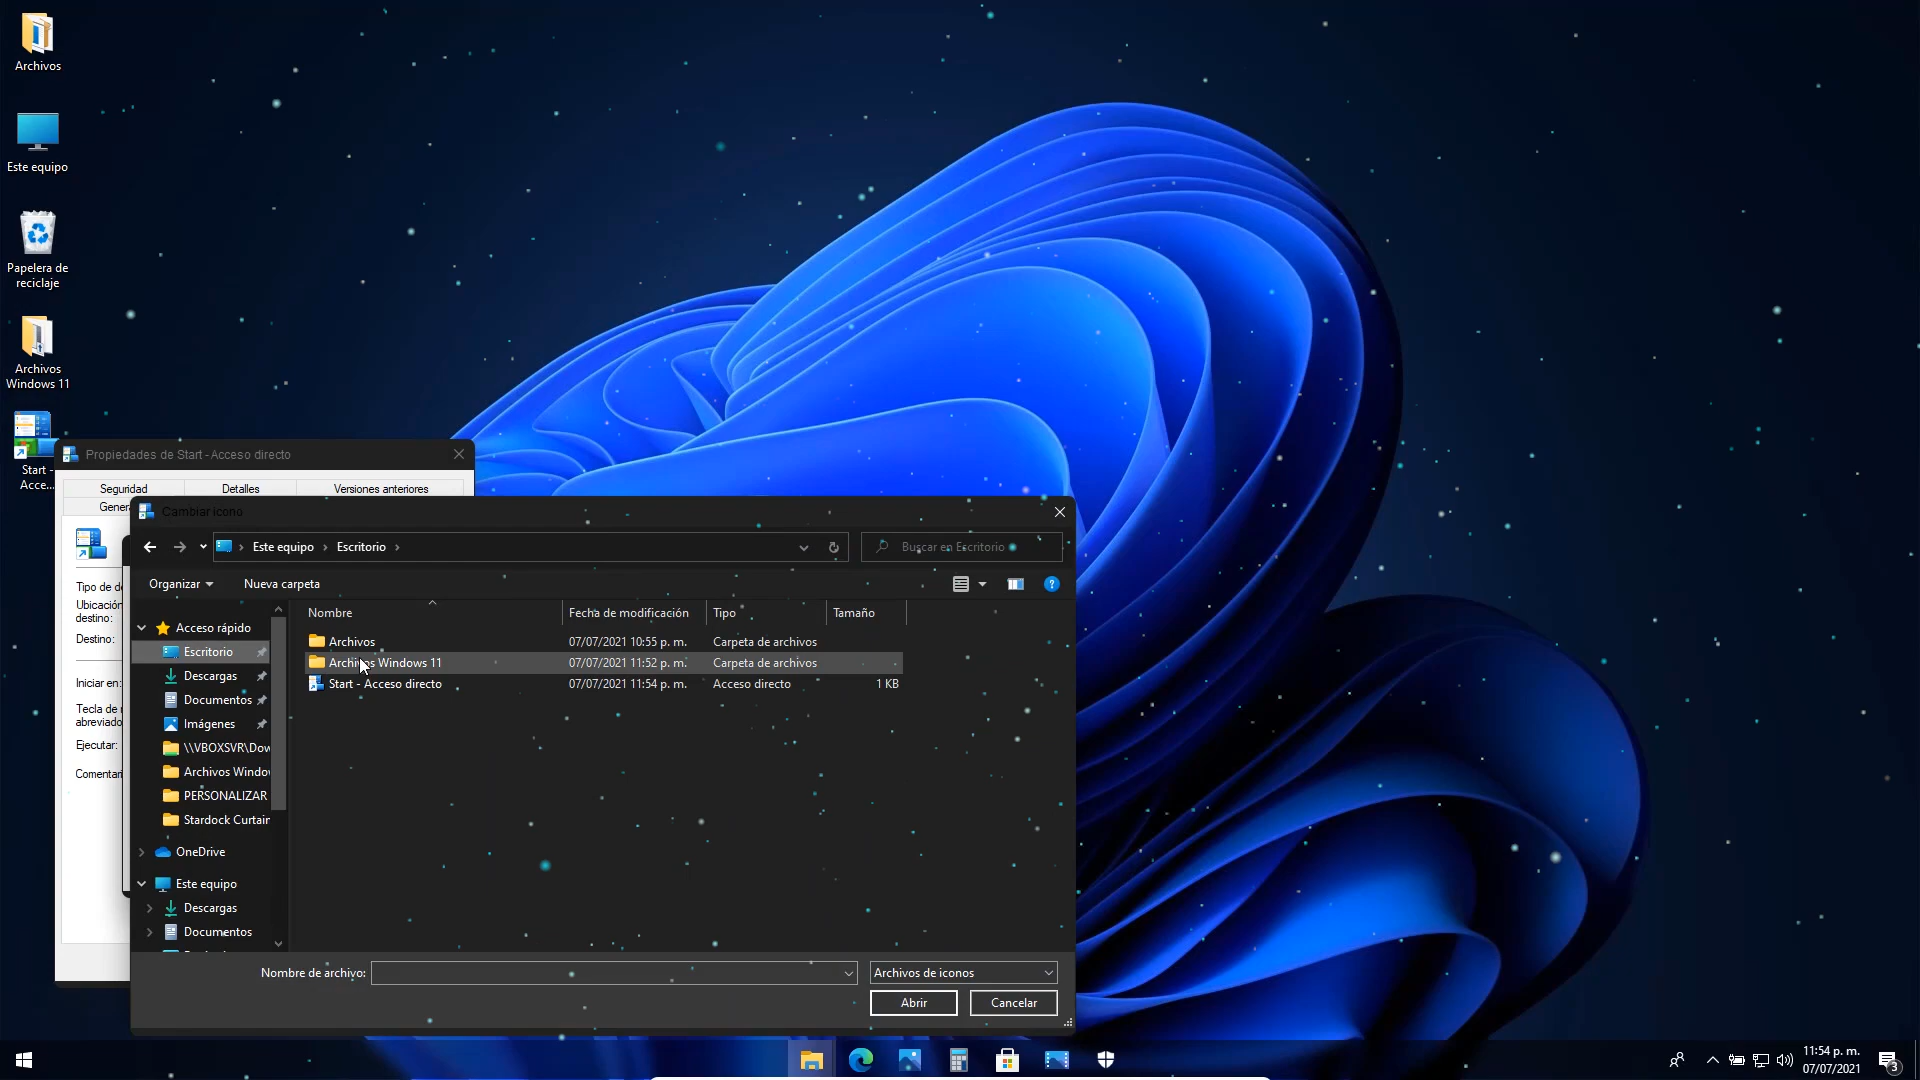 Archivos
Este equipo
Papelera de
reciclaje
Archivos
Windows 11
Start -
Acce...
Propiedades de Start - Acceso directo
Seguridad
Detalles
Versiones anteriores
Gener
Tipo de d
Ubicación
destino:
Destino:
Iniciar en:
Tecla de
abreviado
Ejecutar:
Comentari
Cambiar icono
Este equipo
Escritorio
Buscar en Escritorio
Organizar
Nueva carpeta
Acceso rápido
Escritorio
Descargas
Documentos
Imágenes
\\VBOXSVR\Dow
Archivos Window
PERSONALIZAR
Stardock Curtain
OneDrive
Este equipo
Descargas
Documentos
Nombre
Fecha de modificación
Tipo
Tamaño
Archivos
07/07/2021 10:55 p. m.
Carpeta de archivos
Archivos Windows 11
07/07/2021 11:52 p. m.
Carpeta de archivos
Start - Acceso directo
07/07/2021 11:54 p. m.
Acceso directo
1 KB
Nombre de archivo:
Archivos de iconos
Abrir
Cancelar
11:54 p. m.
07/07/2021
3